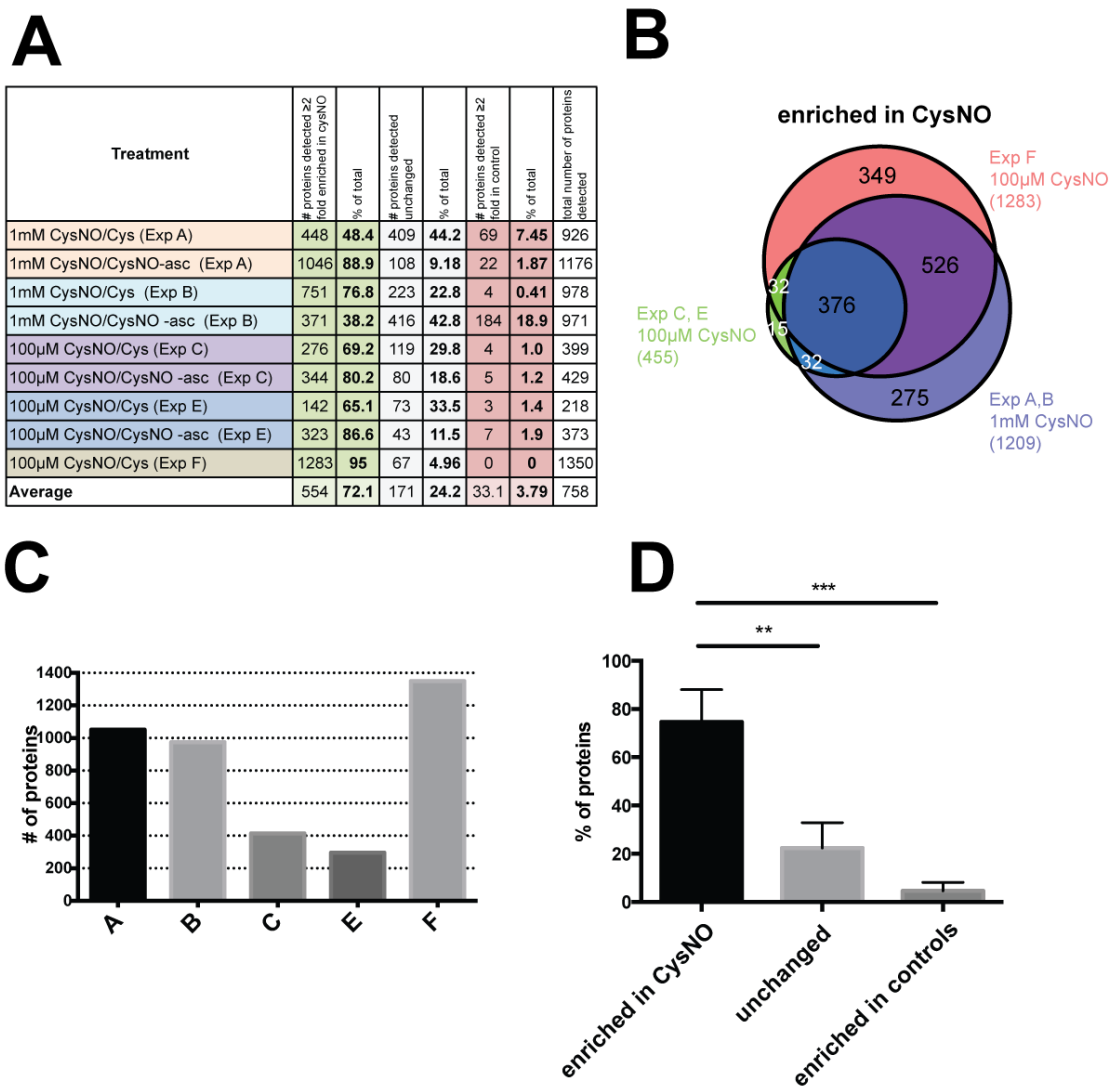 A
Treatment
# proteins detected ≥2
fold enriched in cysNO
% of total
# proteins detected
unchanged
% of total
# proteins detected ≥2
fold in control
% of total
total number of proteins
detected
1mM CysNO/Cys (Exp A) 448 48.4 409 44.2 69 7.45 926
1mM CysNO/CysNO-asc (Exp A) 1046 88.9 108 9.18 22 1.87 1176
1mM CysNO/Cys (Exp B) 751 76.8 223 22.8 4 0.41 978
1mM CysNO/CysNO -asc (Exp B) 371 38.2 416 42.8 184 18.9 971
100µM CysNO/Cys (Exp C) 276 69.2 119 29.8 4 1.0 399
100µM CysNO/CysNO -asc (Exp C) 344 80.2 80 18.6 5 1.2 429
100µM CysNO/Cys (Exp E) 142 65.1 73 33.5 3 1.4 218
100µM CysNO/CysNO -asc (Exp E) 323 86.6 43 11.5 7 1.9 373
100µM CysNO/Cys (Exp F) 1283 95 67 4.96 0 0 1350
Average 554 72.1 171 24.2 33.1 3.79 758
B
enriched in CysNO
Exp F
100µM CysNO
(1283)
349
526
32
376
15
32
275
Exp C, E
100µM CysNO
(455)
Exp A,B
1mM CysNO
(1209)
C
# of proteins
1400
1200
1000
800
600
400
200
0
A B C E F
D
***
**
% of proteins
100
80
60
40
20
0
enriched in CysNO
unchanged
enriched in controls